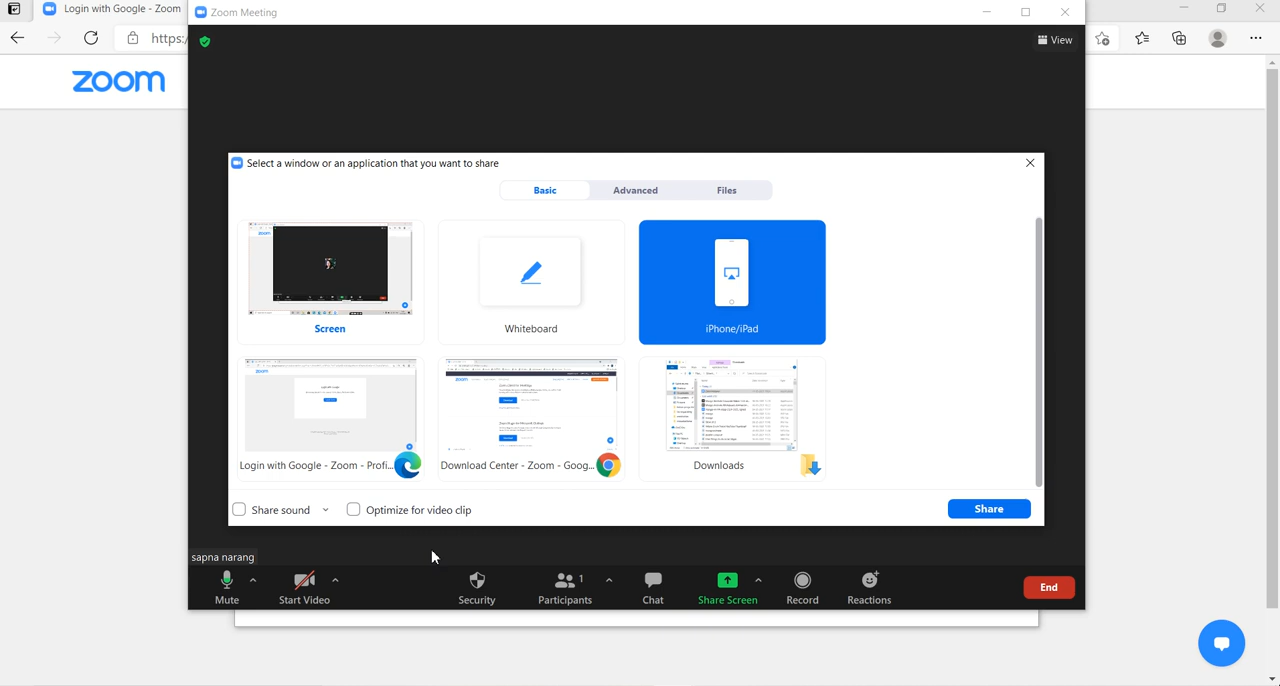 Login with Google - Zoom
Zoom Meeting
https:/
View
zoom
Select a window or an application that you want to share
Basic
Advanced
Files
Screen
Whiteboard
iPhone/iPad
Login with Google - Zoom - Profi...
Download Center - Zoom - Goog...
Downloads
Share sound
Optimize for video clip
Share
sapna narang
1
Mute
Start Video
Security
Participants
Chat
Share Screen
Record
Reactions
End